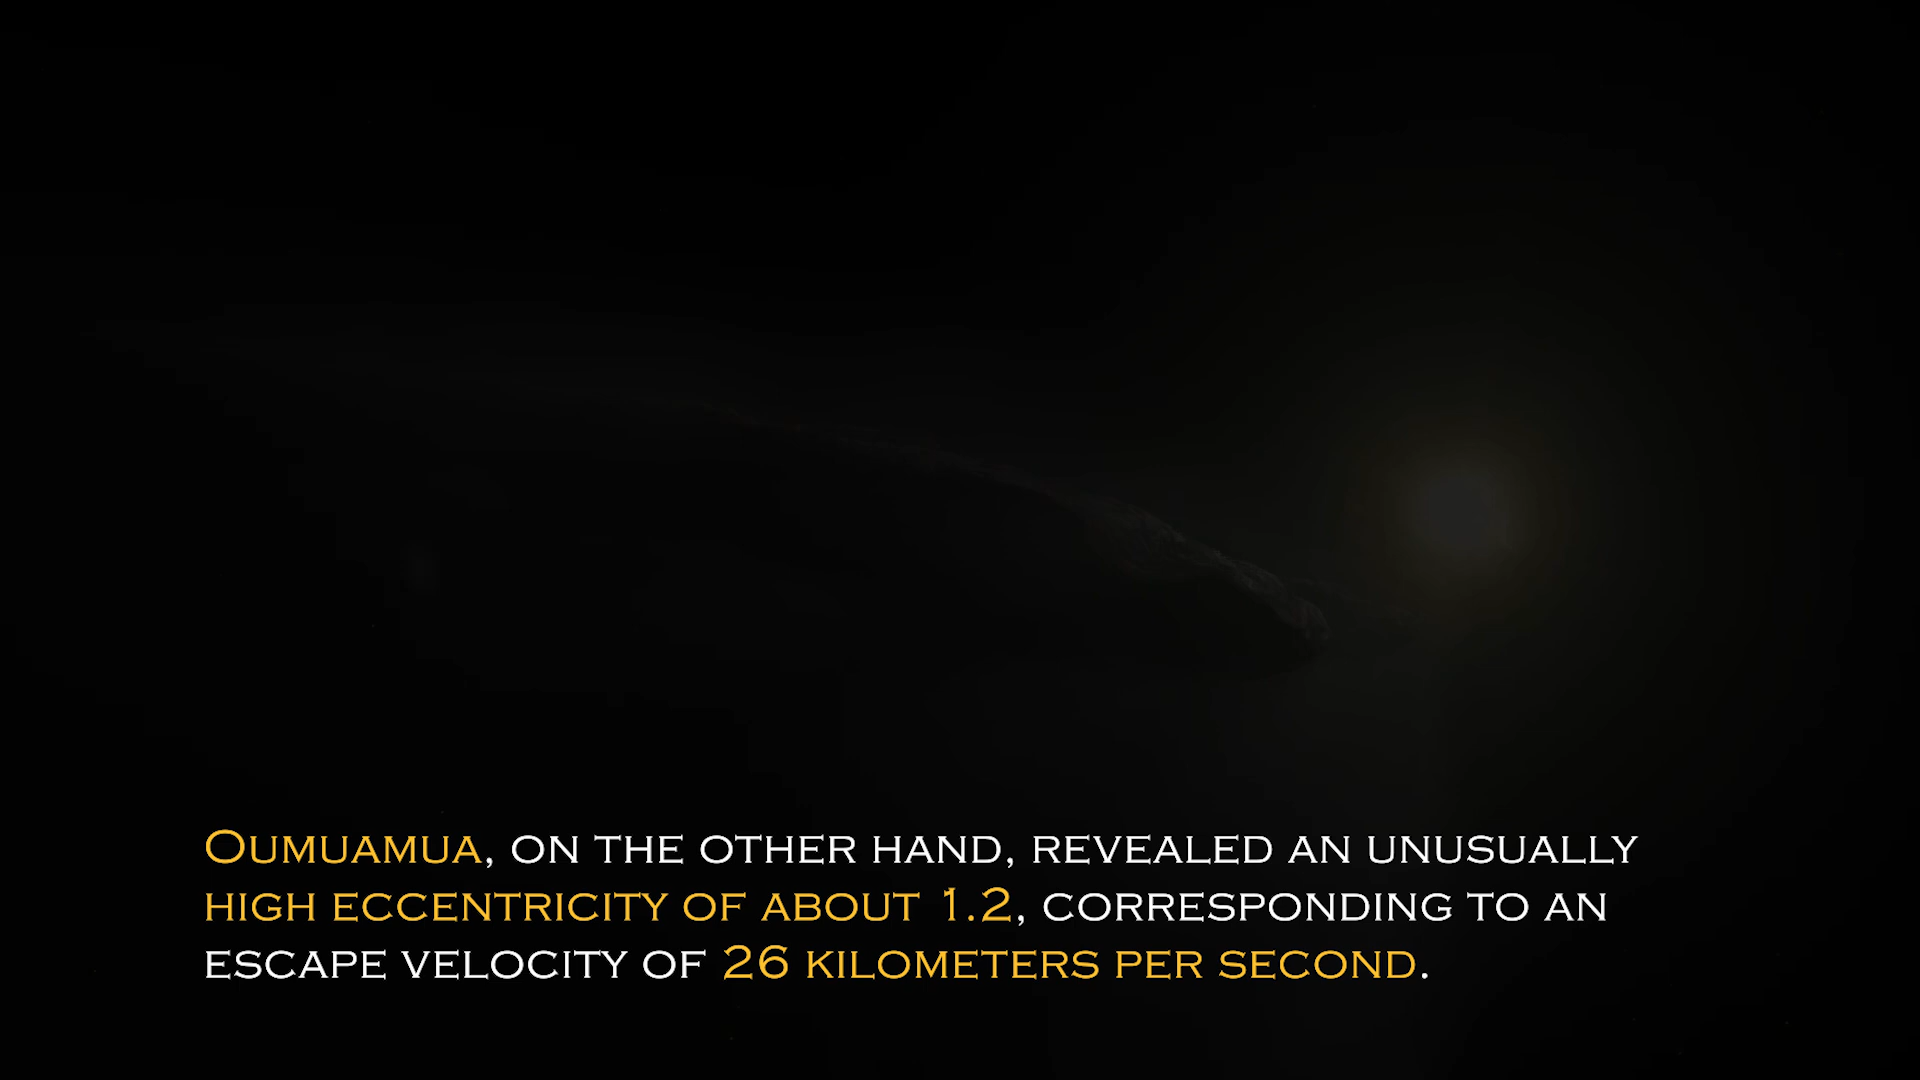 Oumuamua, on the other hand, revealed an unusually
high eccentricity of about 1.2, corresponding to an
escape velocity of 26 kilometers per second.